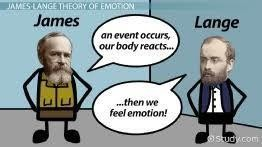 JAMES-LANGE THEORY OF EMOTION
James
Lange
an event occurs,
our body reacts...
...then we
feel emotion!
Study.com